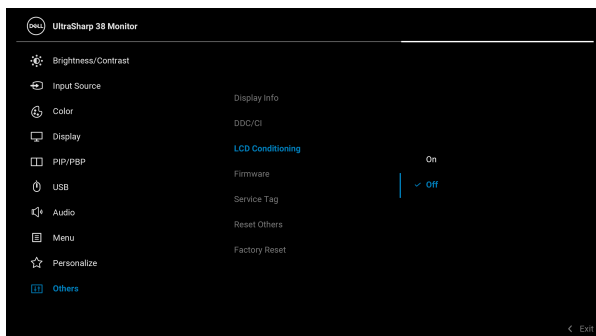 DELL UltraSharp 38 Monitor
Brightness/Contrast
Input Source
Color
Display
PIP/PBP
USB
Audio
Menu
Personalize
Others
Display Info
DDC/CI
LCD Conditioning
Firmware
Service Tag
Reset Others
Factory Reset
On
Off
Exit